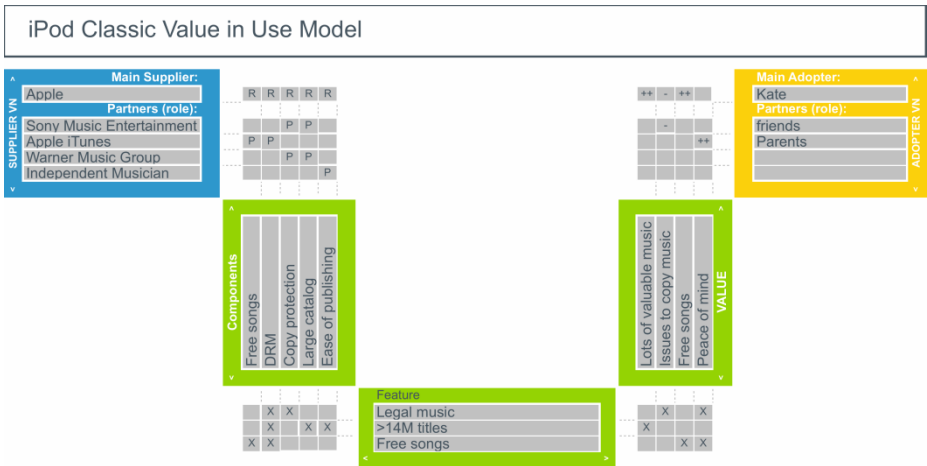 iPod Classic Value in Use Model
SUPPLIER VN
Main Supplier:
Apple
Partners (role):
Sony Music Entertainment
Apple iTunes
Warner Music Group
Independent Musician
R R R R R
P P
P P
P P
P
++ - ++
-
++
Main Adopter:
Kate
Partners (role):
friends
Parents
ADOPTER VN
Components
Free songs
DRM
Copy protection
Large catalog
Ease of publishing
Lots of valuable music
Issues to copy music
Free songs
Peace of mind
VALUE
X X
X X X
X X
Feature
Legal music
>14M titles
Free songs
X X
X
X X